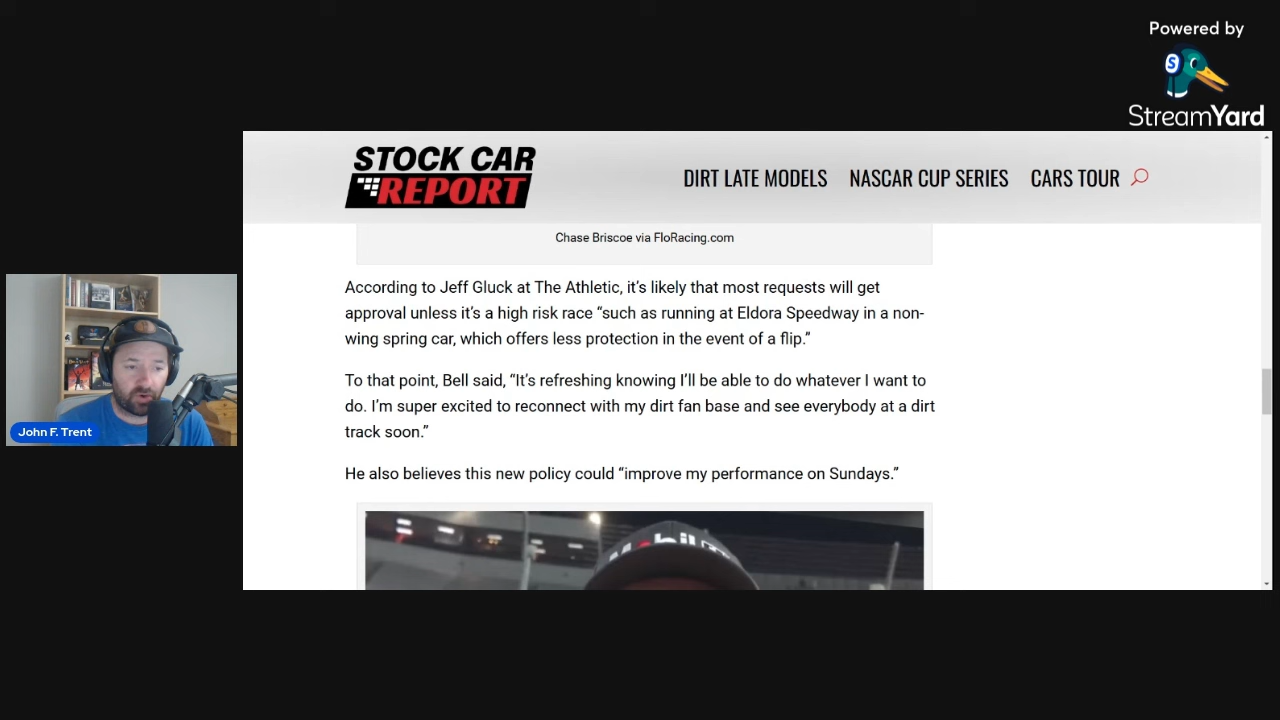 Powered by
S
StreamYard
STOCK CAR
REPORT
DIRT LATE MODELS
NASCAR CUP SERIES
CARS TOUR
Chase Briscoe via FloRacing.com
According to Jeff Gluck at The Athletic, it’s likely that most requests will get
approval unless it’s a high risk race “such as running at Eldora Speedway in a non-
wing spring car, which offers less protection in the event of a flip.”
To that point, Bell said, “It’s refreshing knowing I’ll be able to do whatever I want to
do. I’m super excited to reconnect with my dirt fan base and see everybody at a dirt
track soon.”
He also believes this new policy could “improve my performance on Sundays.”
John F. Trent